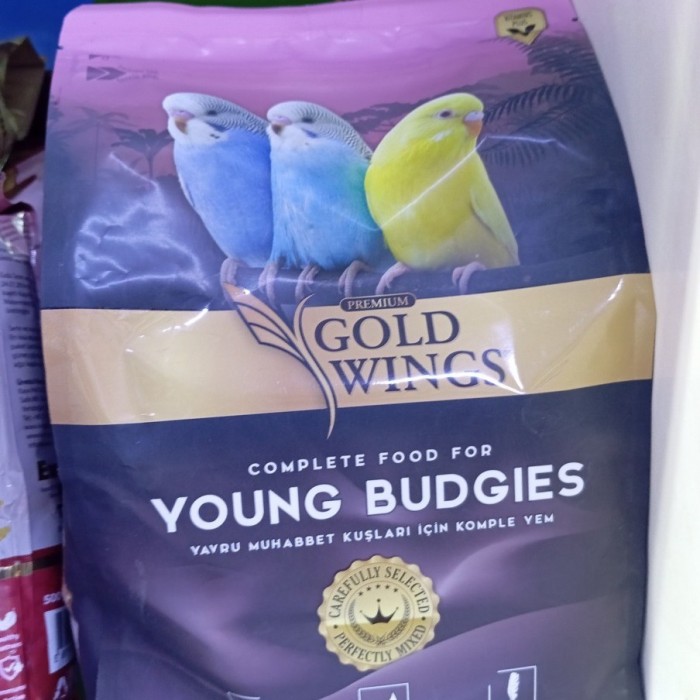 PREMIUM
GOLD
WINGS
COMPLETE FOOD FOR
YOUNG BUDGIES
YAVRU MUHABBET KUŞLARI İÇİN KOMPLE YEM
CAREFULLY SELECTED
PERFECTLY MIXED